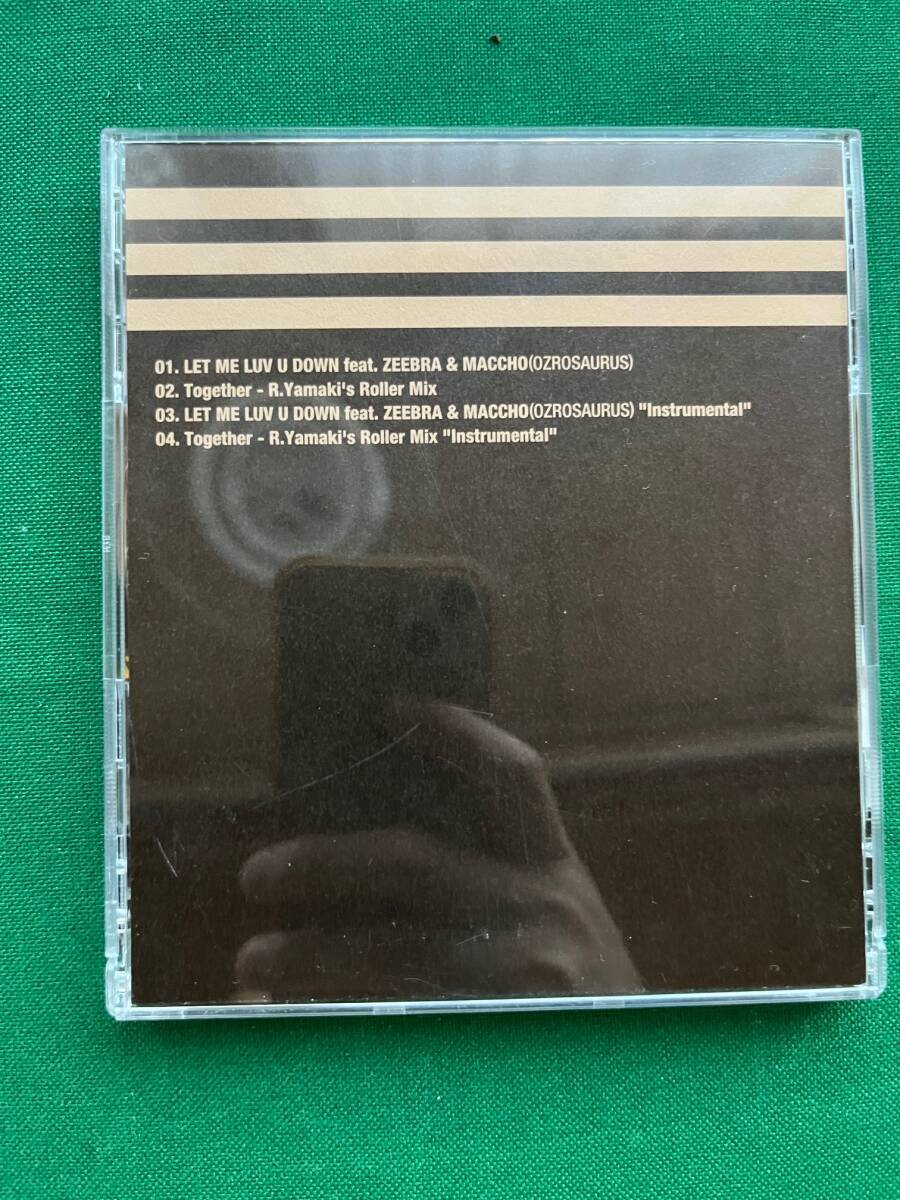 01. LET ME LUV U DOWN feat. ZEEBRA & MACCHO(OZROSAURUS)
02. Together - R.Yamaki's Roller Mix
03. LET ME LUV U DOWN feat. ZEEBRA & MACCHO(OZROSAURUS) "Instrumental"
04. Together - R.Yamaki's Roller Mix "Instrumental"